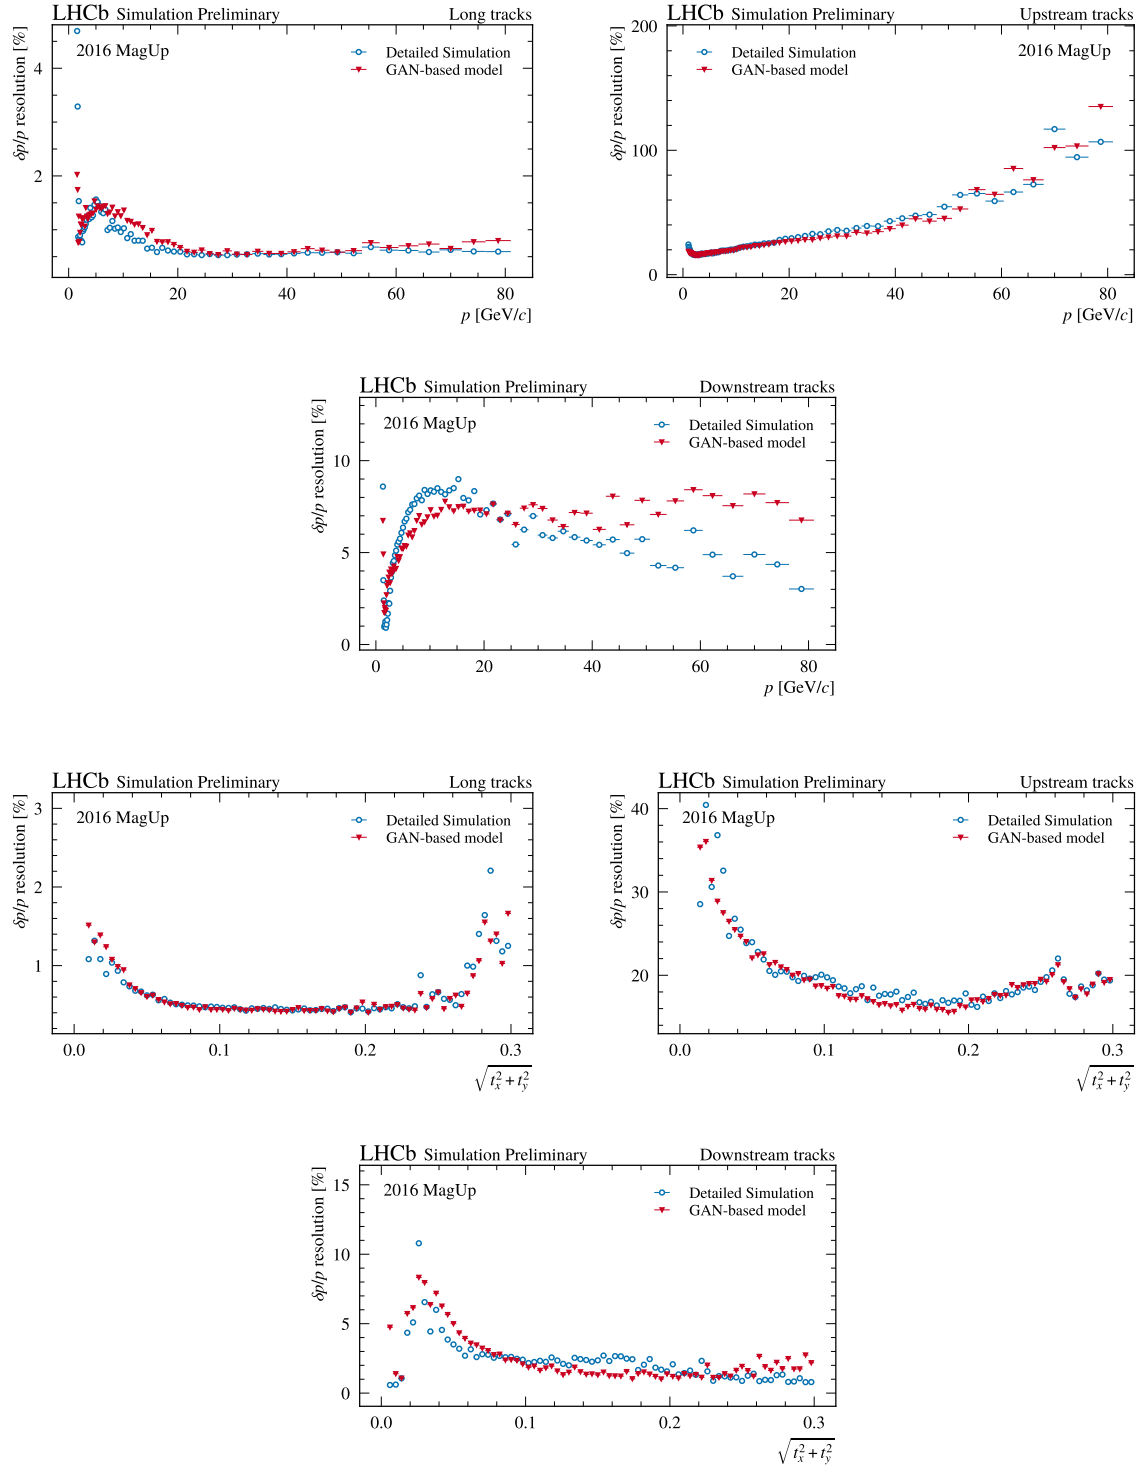 LHCb Simulation Preliminary Long tracks
2016 MagUp
Detailed Simulation
GAN-based model
δp/p resolution [%]
4
2
0 20 40 60 80
p [GeV/c]
LHCb Simulation Preliminary Upstream tracks
2016 MagUp
Detailed Simulation
GAN-based model
δp/p resolution [%]
200
100
0
0 20 40 60 80
p [GeV/c]
LHCb Simulation Preliminary Downstream tracks
2016 MagUp
Detailed Simulation
GAN-based model
δp/p resolution [%]
10
5
0
0 20 40 60 80
p [GeV/c]
LHCb Simulation Preliminary Long tracks
2016 MagUp
Detailed Simulation
GAN-based model
δp/p resolution [%]
3
2
1
0.0 0.1 0.2 0.3
√t_x^2 + t_y^2
LHCb Simulation Preliminary Upstream tracks
2016 MagUp
Detailed Simulation
GAN-based model
δp/p resolution [%]
40
30
20
0.0 0.1 0.2 0.3
√t_x^2 + t_y^2
LHCb Simulation Preliminary Downstream tracks
2016 MagUp
Detailed Simulation
GAN-based model
δp/p resolution [%]
15
10
5
0
0.0 0.1 0.2 0.3
√t_x^2 + t_y^2